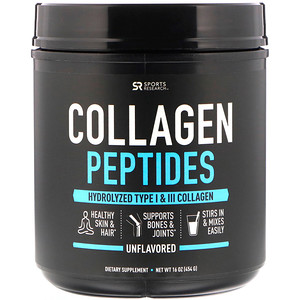 SR SPORTS RESEARCH
COLLAGEN
PEPTIDES
HYDROLYZED TYPE I & III COLLAGEN
HEALTHY
SKIN &
HAIR*
SUPPORTS
BONES &
JOINTS*
STIRS IN
& MIXES
EASILY
UNFLAVORED
DIETARY SUPPLEMENT • NET WT 16 OZ (454 G)